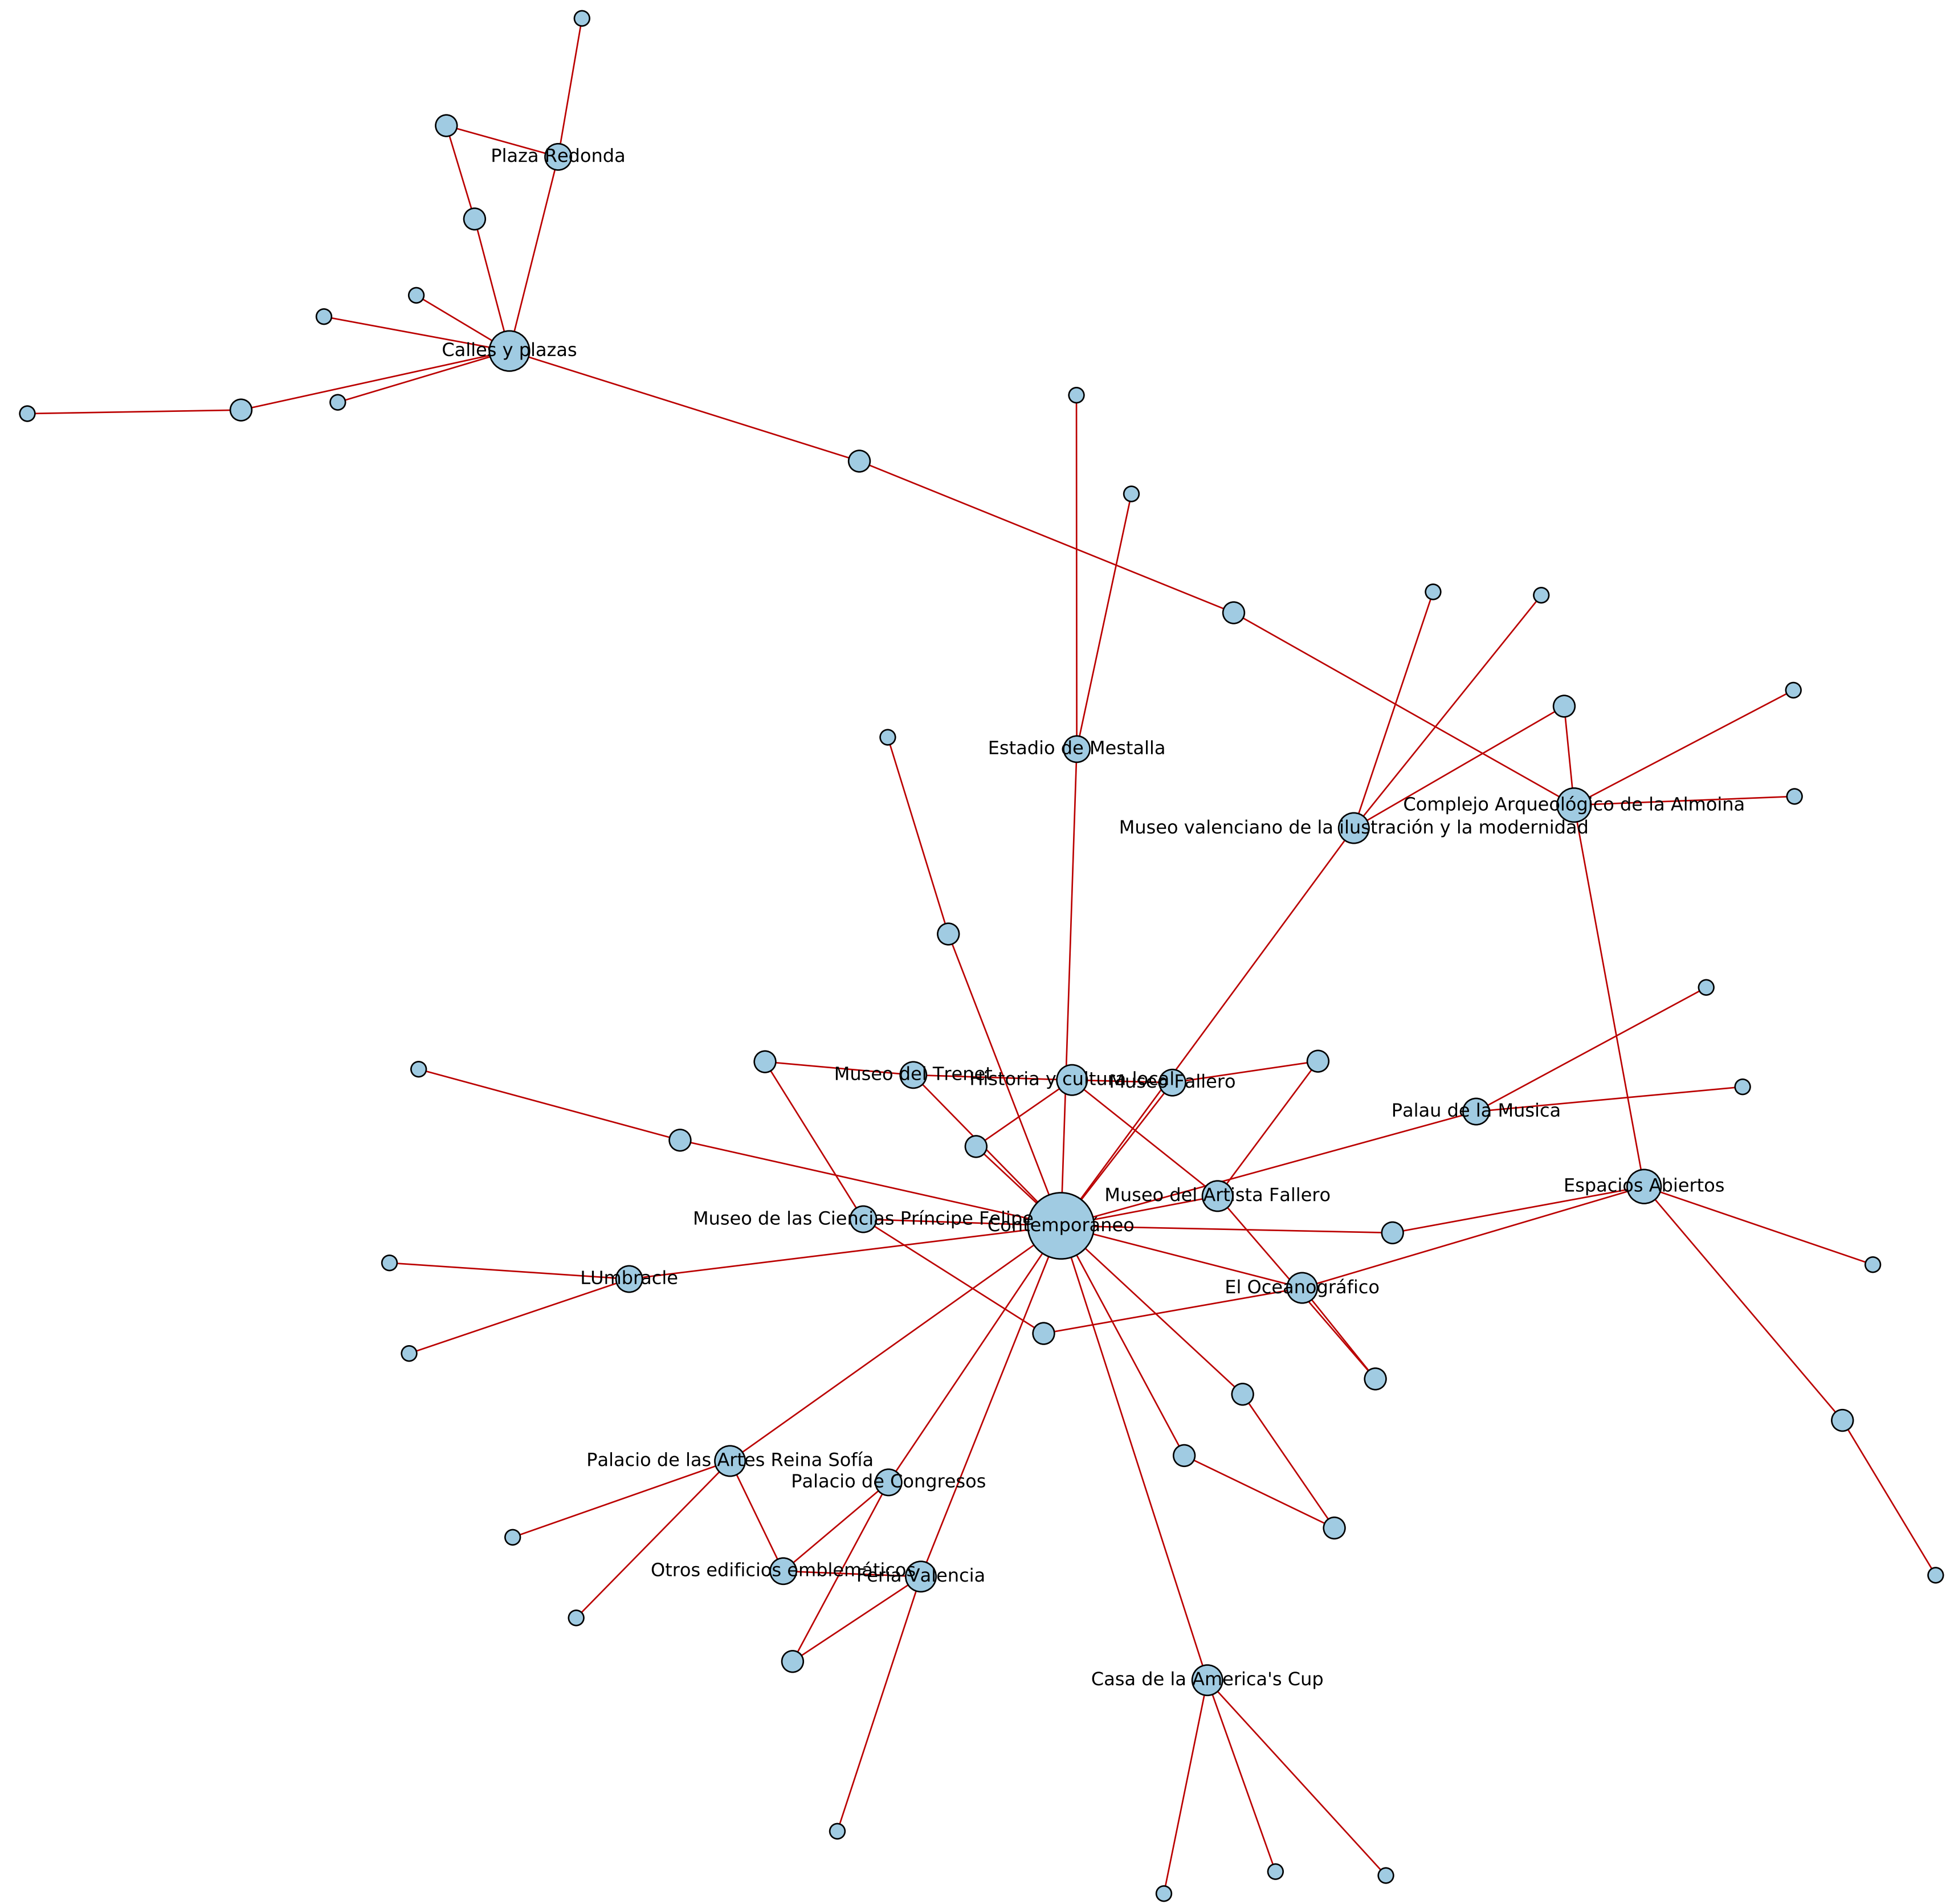 Plaza Redonda
Calles y plazas
Estadio de Mestalla
Complejo Arqueológico de la Almoina
Museo valenciano de la ilustración y la modernidad
Museo del Trenet
Historia y cultura local
Museo Fallero
Palau de la Musica
Espacios Abiertos
Museo del Artista Fallero
Museo de las Ciencias Príncipe Felipe
Contemporáneo
LUmbracle
El Oceanográfico
Palacio de las Artes Reina Sofía
Palacio de Congresos
Otros edificios emblemáticos
Feria Valencia
Casa de la America's Cup